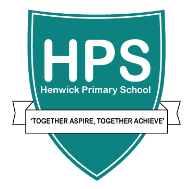 HPS
Henwick Primary School
'TOGETHER ASPIRE, TOGETHER ACHIEVE'